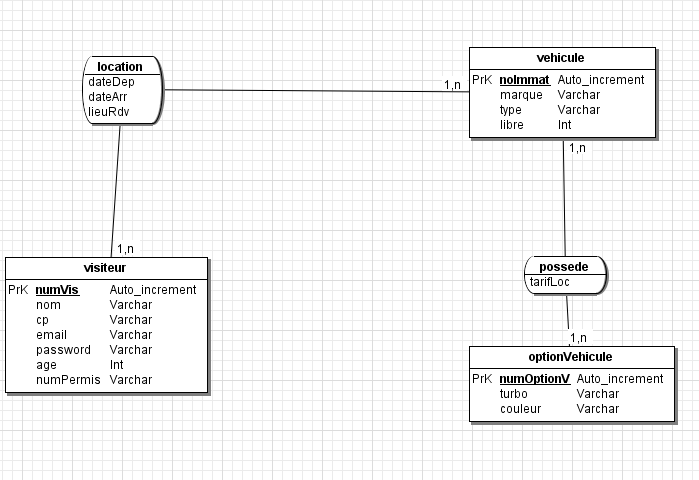 location
dateDep
dateArr
lieuRdv
1,n
vehicule
PrK noImmat Auto_increment
marque Varchar
type Varchar
libre Int
1,n
1,n
visiteur
PrK numVis Auto_increment
nom Varchar
cp Varchar
email Varchar
password Varchar
age Int
numPermis Varchar
possede
tarifLoc
1,n
optionVehicule
PrK numOptionV Auto_increment
turbo Varchar
couleur Varchar